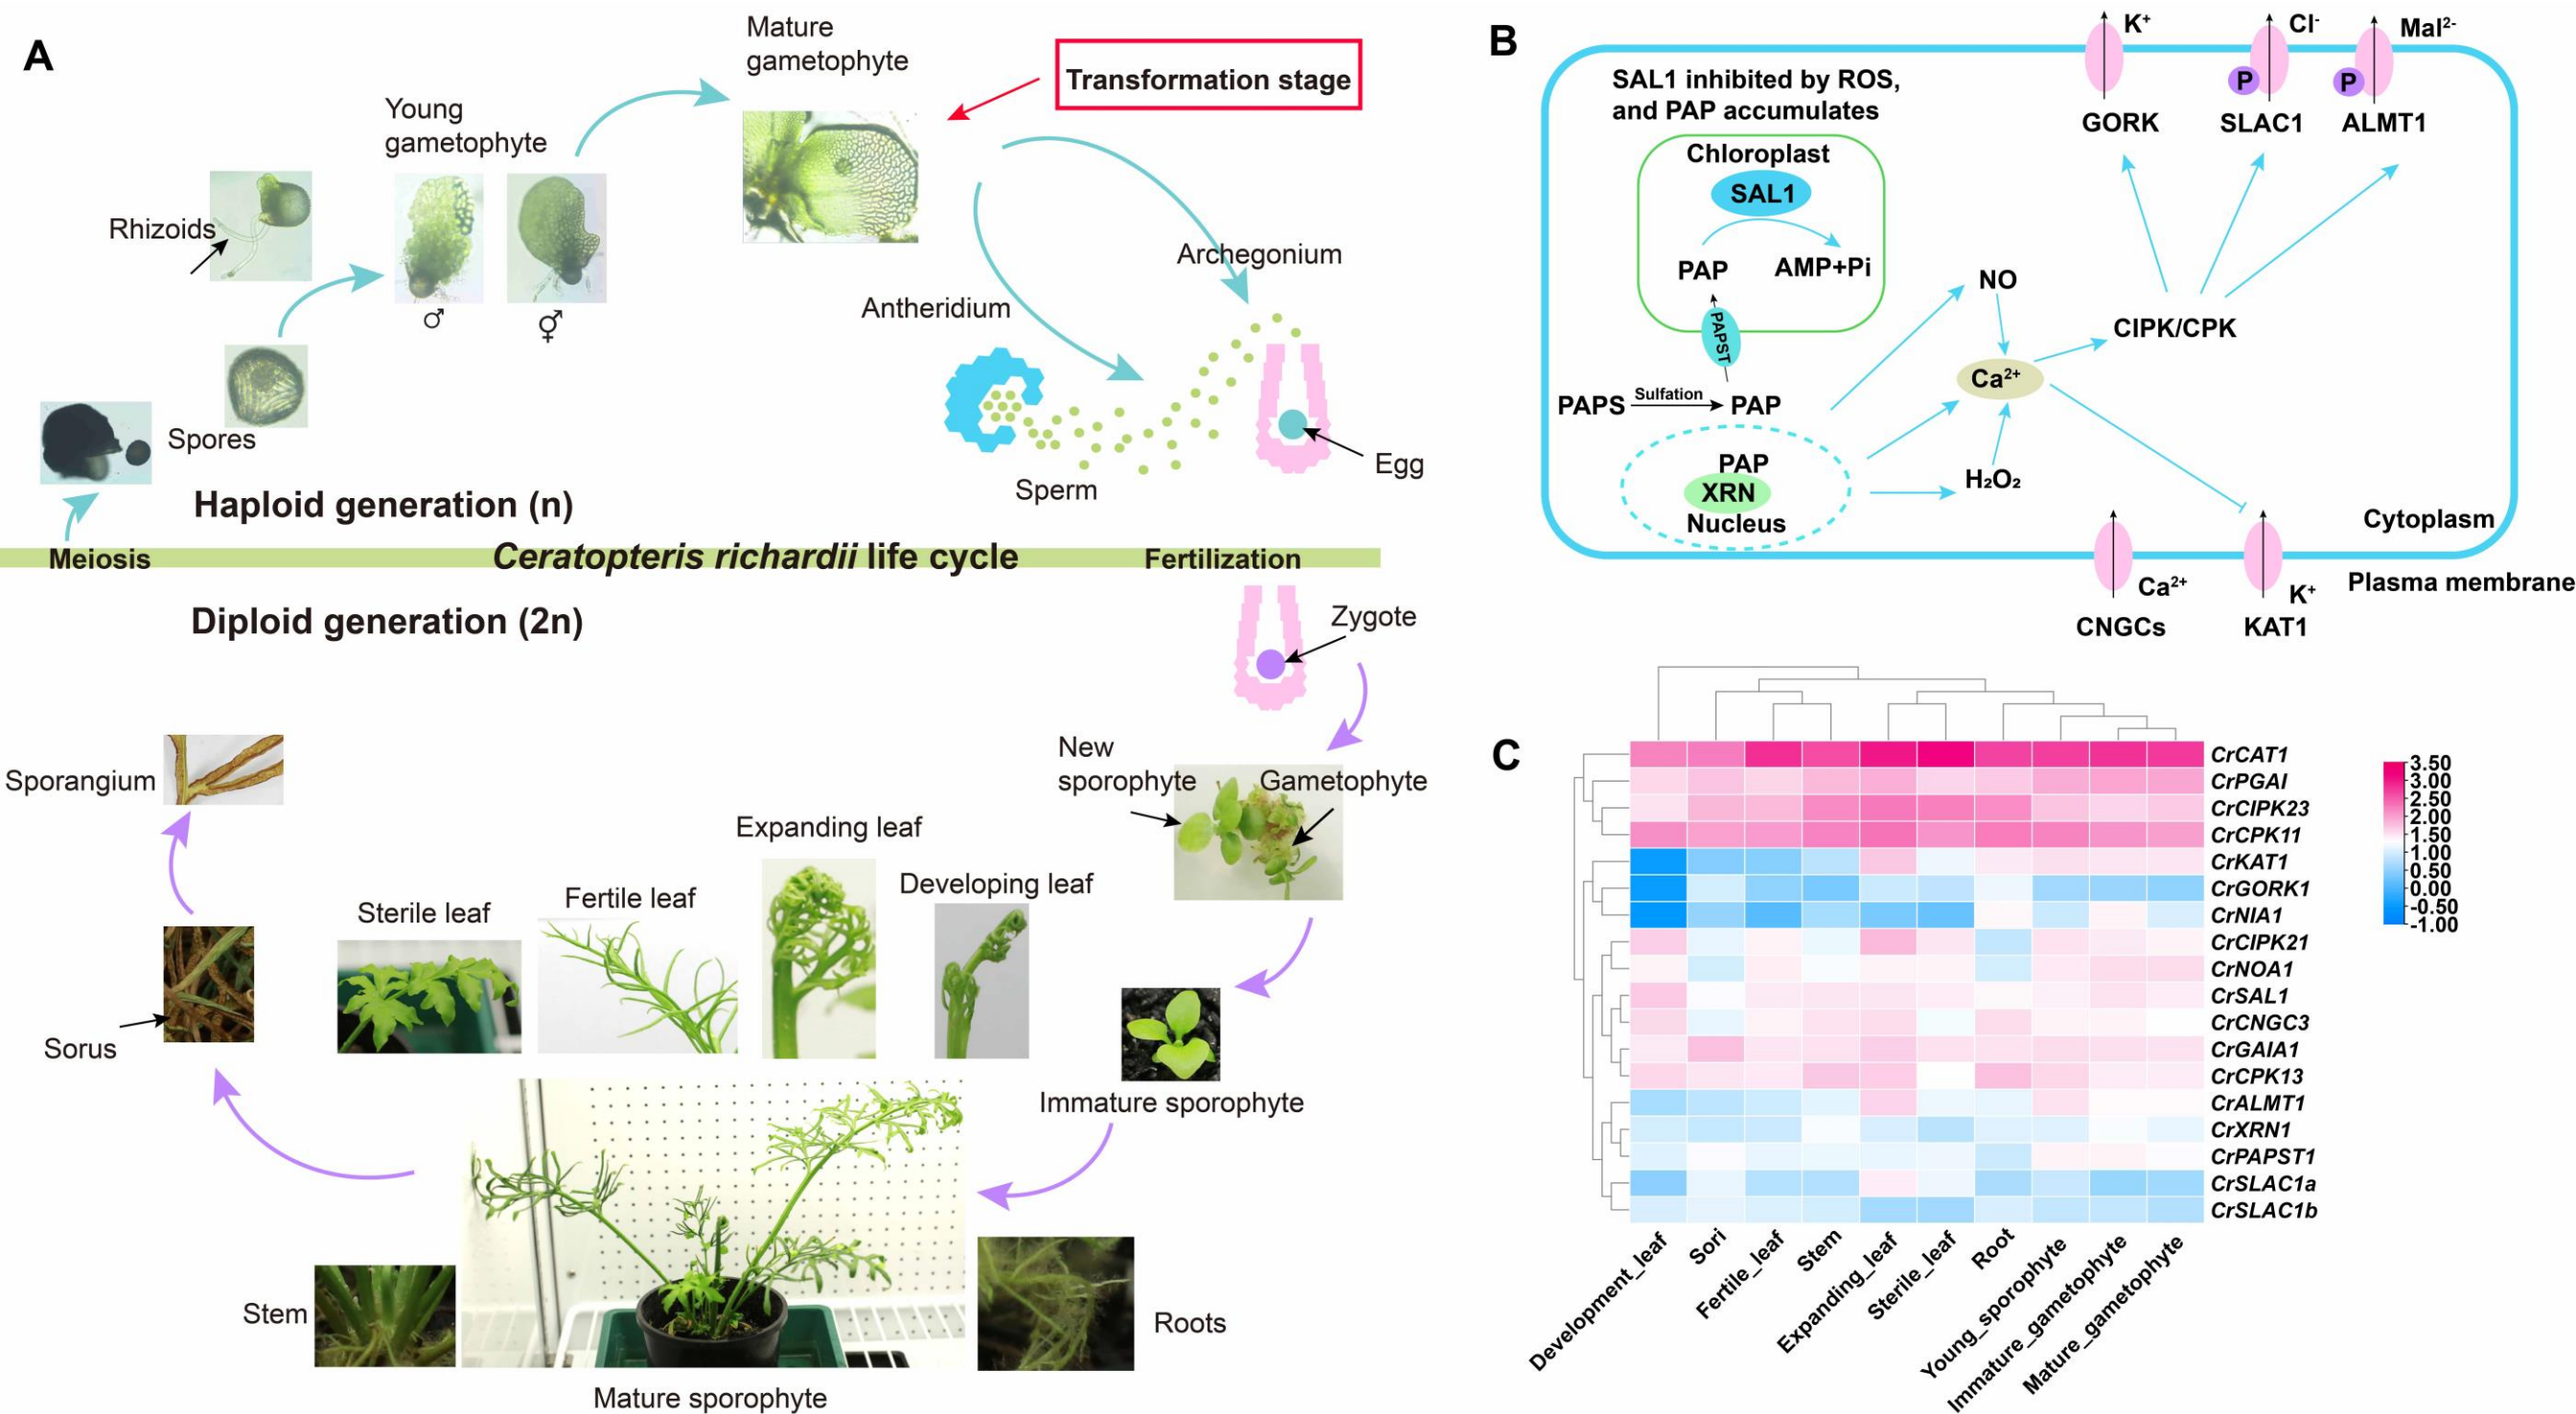 A
Mature
gametophyte
Transformation stage
Young
gametophyte
Rhizoids
♂
⚥
Archegonium
Antheridium
Spores
Egg
Sperm
Haploid generation (n)
Meiosis
Ceratopteris richardii life cycle
Fertilization
Diploid generation (2n)
Zygote
New
sporophyte
Gametophyte
Sporangium
Expanding leaf
Developing leaf
Fertile leaf
Sterile leaf
Sorus
Immature sporophyte
Stem
Roots
Mature sporophyte
B
K⁺
Cl⁻
Mal²⁻
P
P
GORK
SLAC1
ALMT1
SAL1 inhibited by ROS,
and PAP accumulates
Chloroplast
SAL1
PAP
AMP+Pi
PAPST
PAPS
Sulfation
PAP
NO
CIPK/CPK
Ca²⁺
PAP
XRN
Nucleus
H₂O₂
Cytoplasm
Plasma membrane
Ca²⁺
K⁺
CNGCs
KAT1
C
CrCAT1
CrPGAI
CrCIPK23
CrCPK11
CrKAT1
CrGORK1
CrNIA1
CrCIPK21
CrNOA1
CrSAL1
CrCNGC3
CrGAIA1
CrCPK13
CrALMT1
CrXRN1
CrPAPST1
CrSLAC1a
CrSLAC1b
3.50
3.00
2.50
2.00
1.50
1.00
0.50
0.00
-0.50
-1.00
Development_leaf
Sori
Fertile_leaf
Stem
Expanding_leaf
Sterile_leaf
Root
Young_sporophyte
Immature_gametophyte
Mature_gametophyte